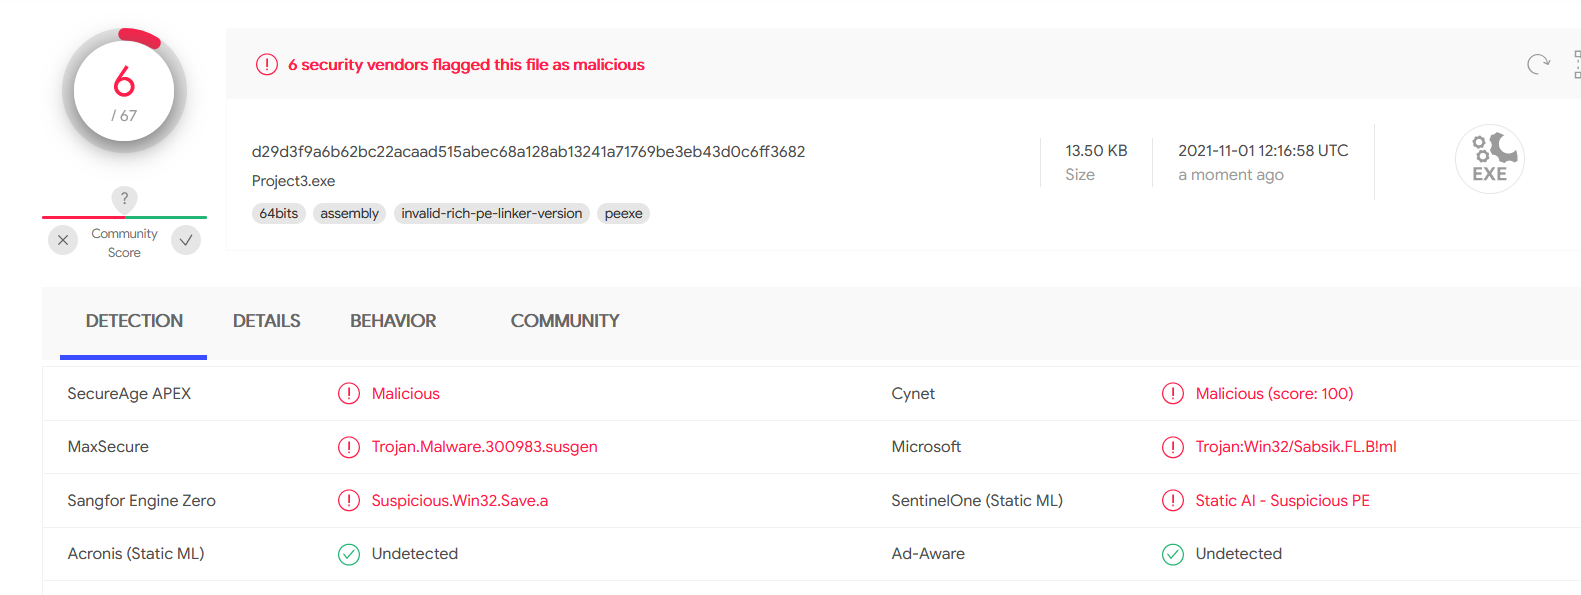 6
/ 67
?
Community
Score
6 security vendors flagged this file as malicious
d29d3f9a6b62bc22acaad515abec68a128ab13241a71769be3eb43d0c6ff3682
Project3.exe
64bits assembly invalid-rich-pe-linker-version peexe
13.50 KB
Size
2021-11-01 12:16:58 UTC
a moment ago
EXE
DETECTION DETAILS BEHAVIOR COMMUNITY
SecureAge APEX Malicious Cynet Malicious (score: 100)
MaxSecure Trojan.Malware.300983.susgen Microsoft Trojan:Win32/Sabsik.FL.B!ml
Sangfor Engine Zero Suspicious.Win32.Save.a SentinelOne (Static ML) Static AI - Suspicious PE
Acronis (Static ML) Undetected Ad-Aware Undetected